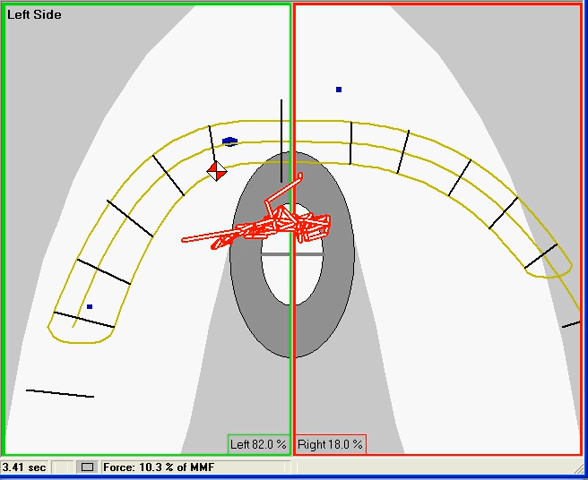 Left Side
Left 82.0 %
Right 18.0 %
3.41 sec
Force: 10.3 % of MMF